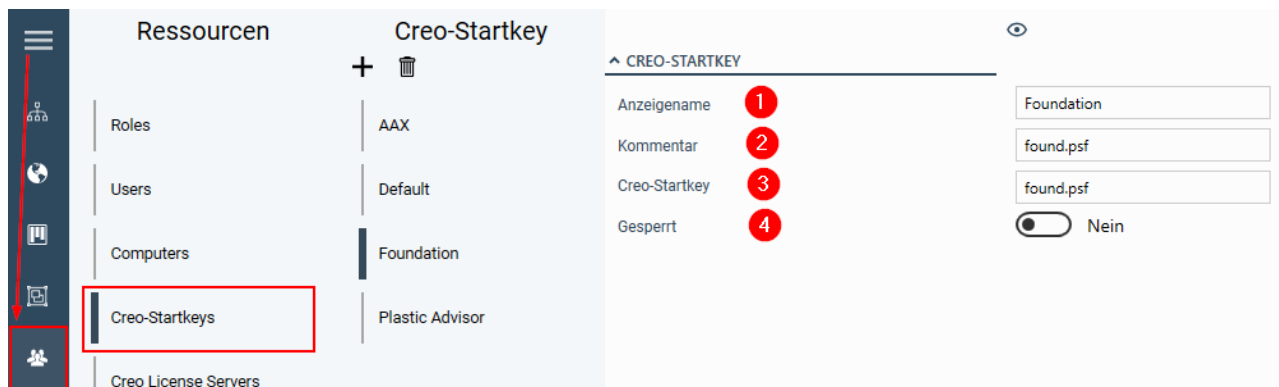 Ressourcen
Roles
Users
Computers
Creo-Startkeys
Creo License Servers
Creo-Startkey
AAX
Default
Foundation
Plastic Advisor
CREO-STARTKEY
Anzeigename 1 Foundation
Kommentar 2 found.psf
Creo-Startkey 3 found.psf
Gesperrt 4 Nein